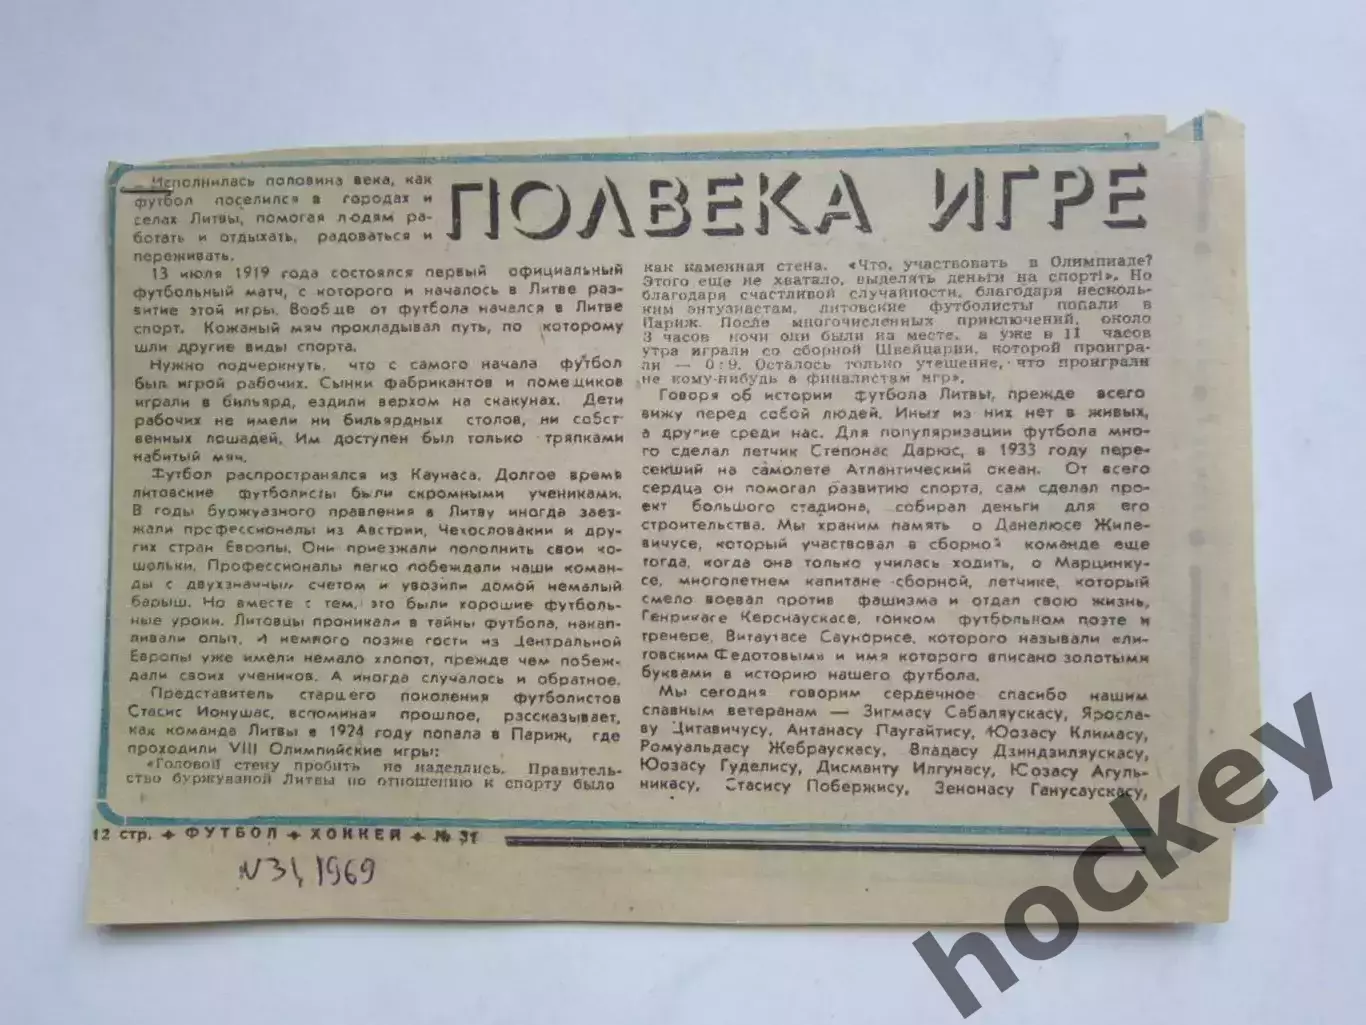 ПОЛВЕКА ИГРЕ
Исполнилась половина века, как
футбол поселился в городах и
селах Литвы, помогая людям ра-
ботать и отдыхать, радоваться и
переживать.
13 июля 1919 года состоялся первый официальный
футбольный матч, с которого и началось в Литве раз-
витие этой игры. Вообще от футбола начался в Литве
спорт. Кожаный мяч прокладывал путь, по которому
шли другие виды спорта.
Нужно подчеркнуть, что с самого начала футбол
был игрой рабочих. Сынки фабрикантов и помещиков
играли в бильярд, ездили верхом на скакунах. Дети
рабочих не имели ни бильярдных столов, ни собст-
венных лошадей. Им доступен был только тряпками
набитый мяч.
Футбол распространялся из Каунаса. Долгое время
литовские футболисты были скромными учениками.
В годы буржуазного правления в Литву иногда заез-
жали профессионалы из Австрии, Чехословакии и дру-
гих стран Европы. Они приезжали пополнить свои ко-
шельки. Профессионалы легко побеждали наши коман-
ды с двухзначным счетом и увозили домой немалый
барыш. Но вместе с тем, это были хорошие футболь-
ные уроки. Литовцы проникали в тайны футбола, накап-
ливали опыт. И немного позже гости из Центральной
Европы уже имели немало хлопот, прежде чем побеж-
дали своих учеников. А иногда случалось и обратное.
Представитель старшего поколения футболистов
Стасис Ионушас, вспоминая прошлое, рассказывает,
как команда Литвы в 1924 году попала в Париж, где
проходили VIII Олимпийские игры:
«Головой стену пробить не надеялись. Правитель-
ство буржуазной Литвы по отношению к спорту было
как каменная стена. «Что, участвовать в Олимпиале?
Этого еще не хватало, выделять деньги на спорт!». Но
благодаря счастливой случайности, благодаря несколь-
ким энтузиастам, литовские футболисты попали в
Париж. После многочисленных приключений, около
3 часов ночи они были на месте, а уже в 11 часов
утра играли со сборной Швейцарии, которой проигра-
ли — 0:9. Осталось только утешение, что проиграли
не кому-нибудь а финалистам игр».
Говоря об истории футбола Литвы, прежде всего
вижу перед собой людей. Иных из них нет в живых,
а другие среди нас. Для популяризации футбола мно-
го сделал летчик Степонас Дарюс, в 1933 году пере-
секший на самолете Атлантический океан. От всего
сердца он помогал развитию спорта, сам сделал про-
ект большого стадиона, собирал деньги для его
строительства. Мы храним память о Данелюсе Жиле-
вичусе, который участвовал в сборной команде еще
тогда, когда она только училась ходить, о Марцинку-
се, многолетнем капитане сборной, летчике, который
смело воевал против фашизма и отдал свою жизнь,
Генрикасе Керснаускасе, тонком футбольном поэте и
тренере, Витаутасе Саунорисе, которого называли «ли-
товским Федотовым» и имя которого вписано золотыми
буквами в историю нашего футбола.
Мы сегодня говорим сердечное спасибо нашим
славным ветеранам — Зигмасу Сабаляускасу, Яросла-
ву Цитавичусу, Антанасу Паугайтису, Юозасу Климасу,
Ромуальдасу Жебраускасу, Владасу Дзиндзиляускасу,
Юозасу Гуделису, Дисманту Илгунасу, Юзасу Агуль-
никасу, Стасису Побержису, Зенонасу Ганусаускасу,
12 стр. ✦ ФУТБОЛ ✦ ХОККЕЙ ✦ № 31
N 31, 1969
hockey